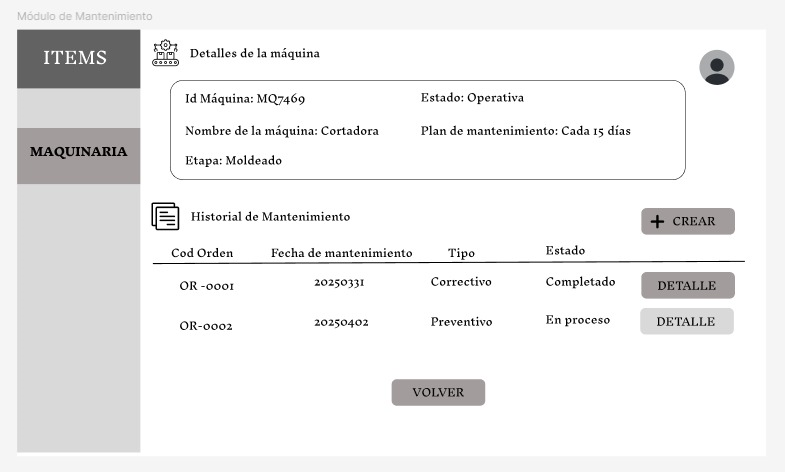 Módulo de Mantenimiento
ITEMS
MAQUINARIA
Detalles de la máquina
Id Máquina: MQ7469
Estado: Operativa
Nombre de la máquina: Cortadora
Plan de mantenimiento: Cada 15 días
Etapa: Moldeado
Historial de Mantenimiento
+ CREAR
Cod Orden Fecha de mantenimiento Tipo Estado
OR -0001 20250331 Correctivo Completado DETALLE
OR-0002 20250402 Preventivo En proceso DETALLE
VOLVER